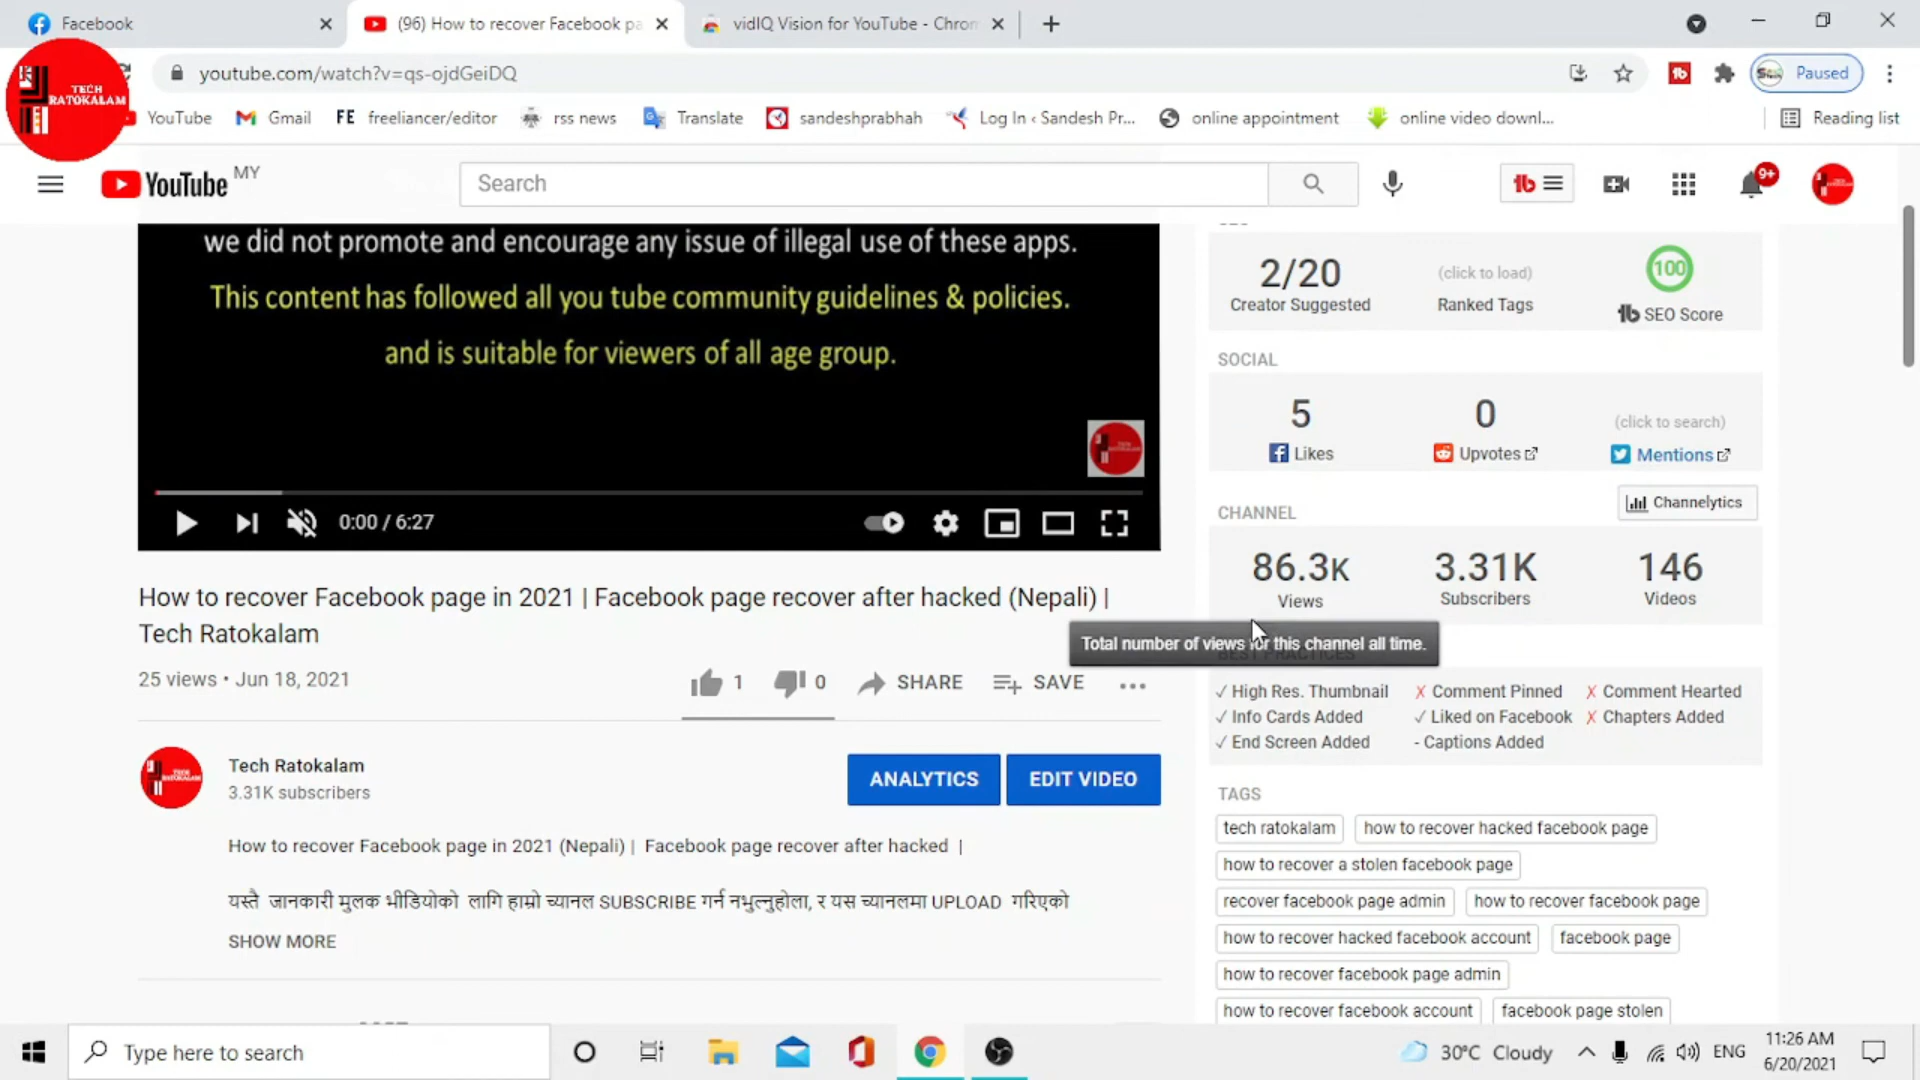 Facebook
(96) How to recover Facebook pa
vidIQ Vision for YouTube - Chrom
TECH
RATOKALAM
youtube.com/watch?v=qs-ojdGeiDQ
Paused
YouTube
Gmail
FE freeliancer/editor
rss news
Translate
sandeshprabhah
Log In ‹ Sandesh Pr...
online appointment
online video downl...
Reading list
YouTube MY
Search
9+
we did not promote and encourage any issue of illegal use of these apps.
This content has followed all you tube community guidelines & policies.
and is suitable for viewers of all age group.
0:00 / 6:27
How to recover Facebook page in 2021 | Facebook page recover after hacked (Nepali) |
Tech Ratokalam
25 views • Jun 18, 2021
1
0
SHARE
SAVE
Tech Ratokalam
3.31K subscribers
ANALYTICS
EDIT VIDEO
How to recover Facebook page in 2021 (Nepali) | Facebook page recover after hacked |
यस्तै जानकारी मुलक भीडियोको लागि हाम्रो च्यानल SUBSCRIBE गर्न नभुल्नुहोला, र यस च्यानलमा UPLOAD गरिएको
SHOW MORE
2/20
Creator Suggested
(click to load)
Ranked Tags
100
SEO Score
SOCIAL
5
Likes
0
Upvotes
(click to search)
Mentions
CHANNEL
Channelytics
86.3K
Views
3.31K
Subscribers
146
Videos
Total number of views for this channel all time.
BEST PRACTICES
✓ High Res. Thumbnail
✗ Comment Pinned
✗ Comment Hearted
✓ Info Cards Added
✓ Liked on Facebook
✗ Chapters Added
✓ End Screen Added
- Captions Added
TAGS
tech ratokalam
how to recover hacked facebook page
how to recover a stolen facebook page
recover facebook page admin
how to recover facebook page
how to recover hacked facebook account
facebook page
how to recover facebook page admin
how to recover facebook account
facebook page stolen
Type here to search
30°C Cloudy
ENG
11:26 AM
6/20/2021